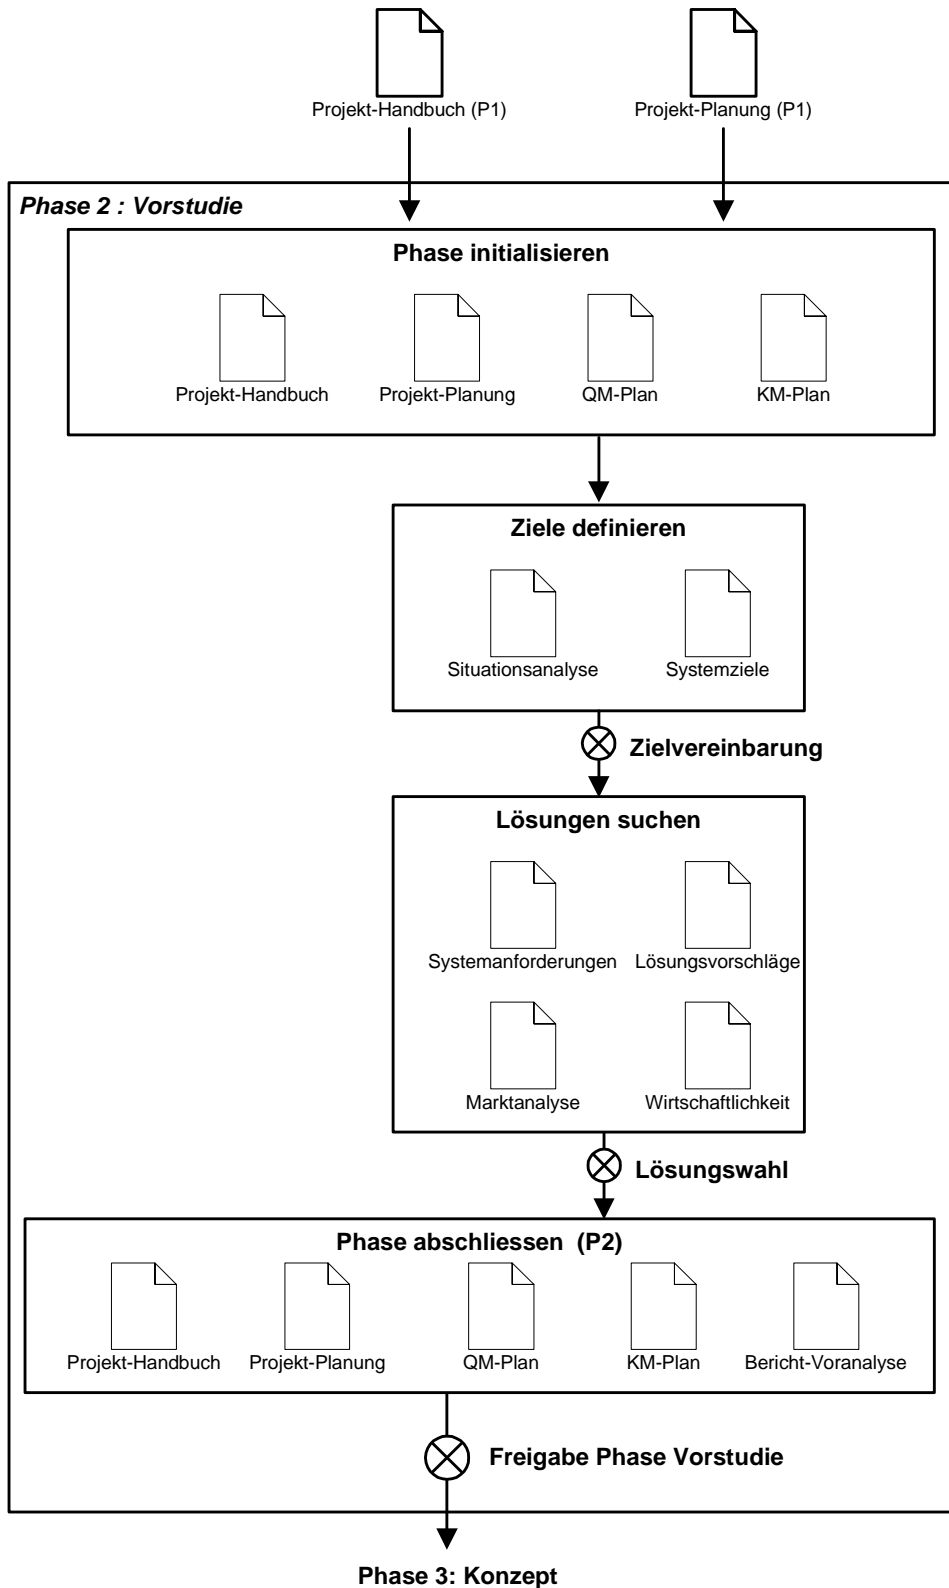 Projekt-Handbuch (P1)
Projekt-Planung (P1)
Phase 2 : Vorstudie
Phase initialisieren
Projekt-Handbuch
Projekt-Planung
QM-Plan
KM-Plan
Ziele definieren
Situationsanalyse
Systemziele
Zielvereinbarung
Lösungen suchen
Systemanforderungen
Lösungsvorschläge
Marktanalyse
Wirtschaftlichkeit
Lösungswahl
Phase abschliessen (P2)
Projekt-Handbuch
Projekt-Planung
QM-Plan
KM-Plan
Bericht-Voranalyse
Freigabe Phase Vorstudie
Phase 3: Konzept